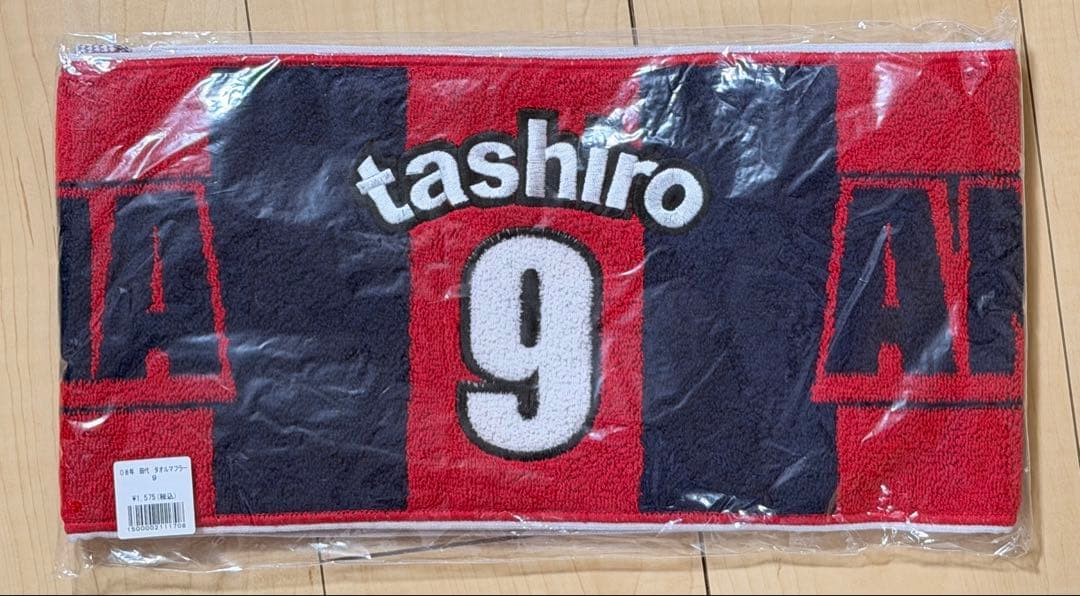 tashiro
9
A
A
08年 田代 タオルマフラー
9
¥1,575(税込)
1500002111708